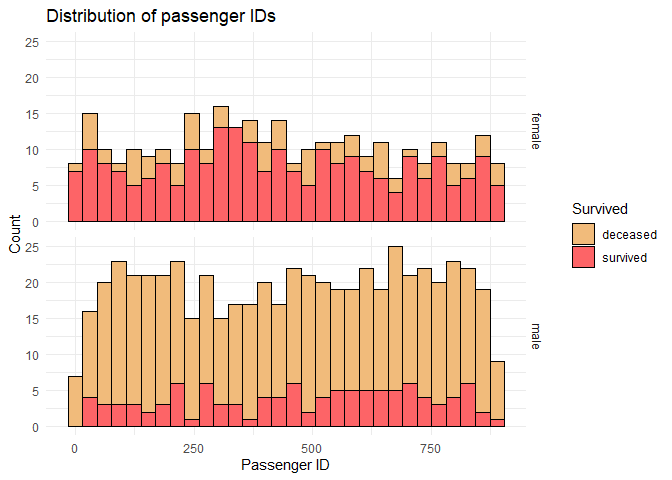 Distribution of passenger IDs
25
20
15
10
5
0
female
25
20
15
10
5
0
male
Count
0 250 500 750
Passenger ID
Survived
deceased
survived